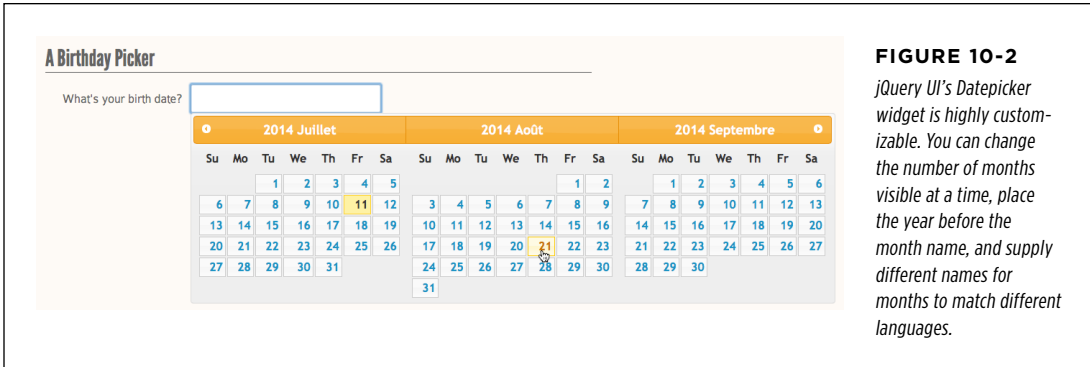 A Birthday Picker
What's your birth date?
2014 Juillet 2014 Août 2014 Septembre
Su Mo Tu We Th Fr Sa Su Mo Tu We Th Fr Sa Su Mo Tu We Th Fr Sa
1 2 3 4 5 1 2 1 2 3 4 5 6
6 7 8 9 10 11 12 3 4 5 6 7 8 9 7 8 9 10 11 12 13
13 14 15 16 17 18 19 10 11 12 13 14 15 16 14 15 16 17 18 19 20
20 21 22 23 24 25 26 17 18 19 20 21 22 23 21 22 23 24 25 26 27
27 28 29 30 31 24 25 26 27 28 29 30 28 29 30
31
FIGURE 10-2
jQuery UI's Datepicker
widget is highly custom-
izable. You can change
the number of months
visible at a time, place
the year before the
month name, and supply
different names for
months to match different
languages.